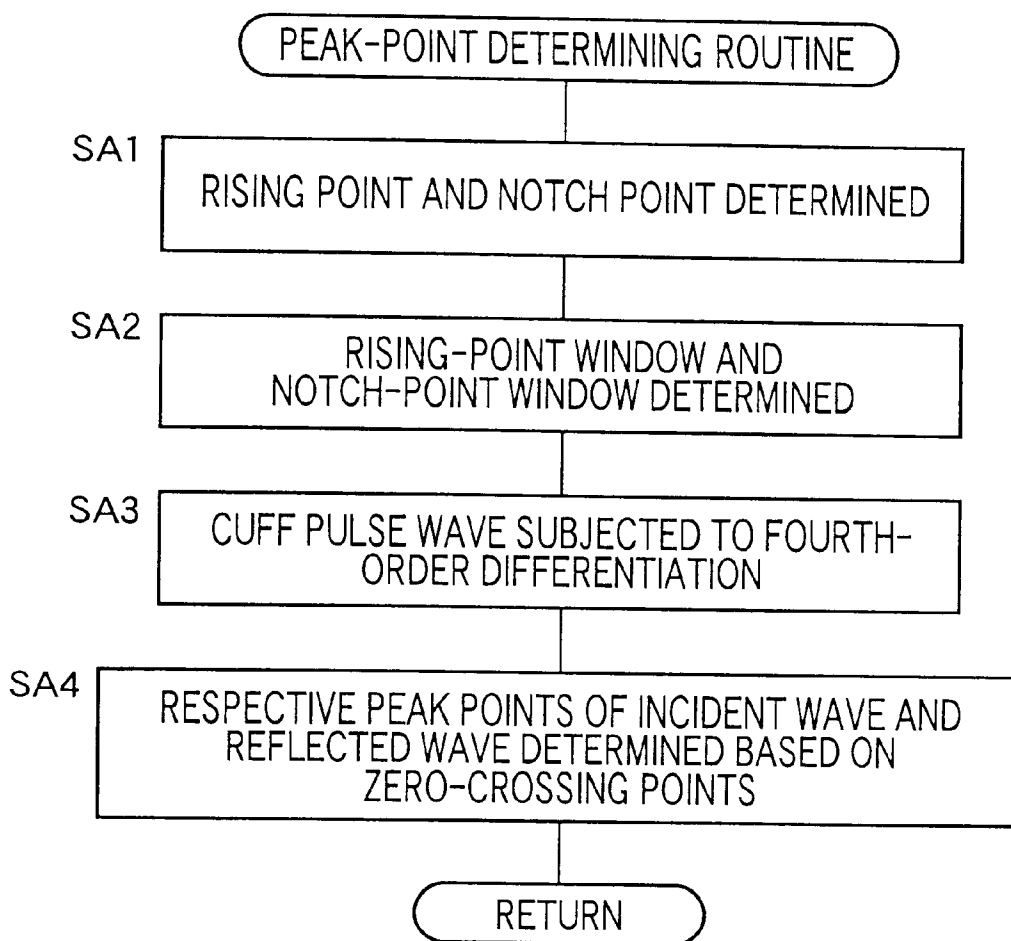 PEAK-POINT DETERMINING ROUTINE
SA1
RISING POINT AND NOTCH POINT DETERMINED
SA2
RISING-POINT WINDOW AND
NOTCH-POINT WINDOW DETERMINED
SA3
CUFF PULSE WAVE SUBJECTED TO FOURTH-
ORDER DIFFERENTIATION
SA4
RESPECTIVE PEAK POINTS OF INCIDENT WAVE AND
REFLECTED WAVE DETERMINED BASED ON
ZERO-CROSSING POINTS
RETURN